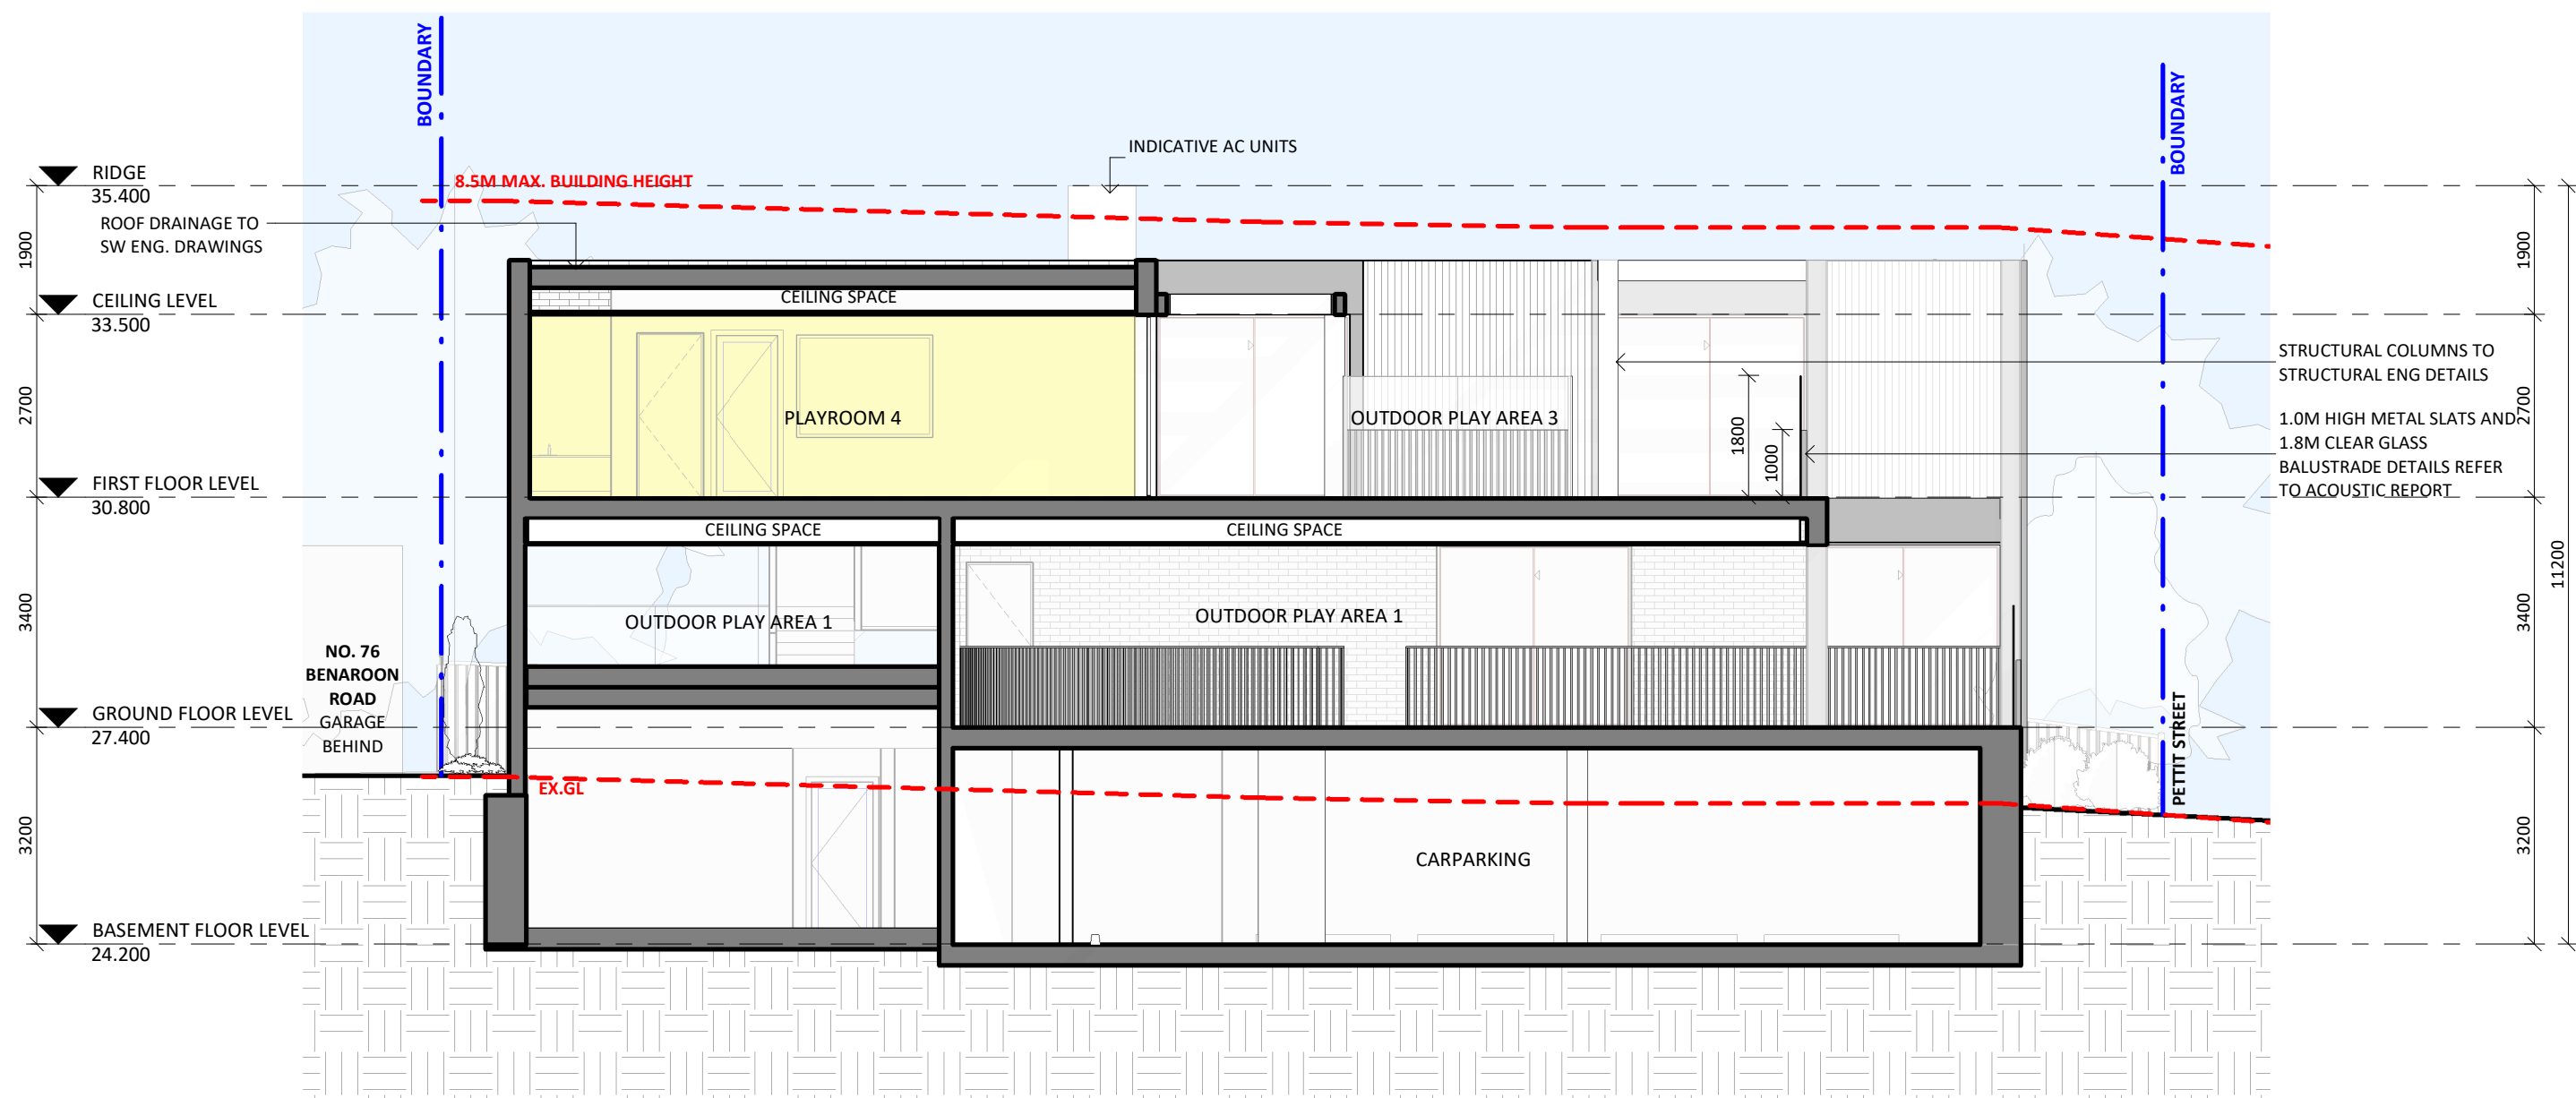 BOUNDARY
BOUNDARY
INDICATIVE AC UNITS
RIDGE
35.400
8.5M MAX. BUILDING HEIGHT
ROOF DRAINAGE TO
SW ENG. DRAWINGS
1900
1900
CEILING SPACE
CEILING LEVEL
33.500
STRUCTURAL COLUMNS TO
STRUCTURAL ENG DETAILS
2700
2700
PLAYROOM 4
OUTDOOR PLAY AREA 3
1800
1000
1.0M HIGH METAL SLATS AND
1.8M CLEAR GLASS
BALUSTRADE DETAILS REFER
TO ACOUSTIC REPORT
FIRST FLOOR LEVEL
30.800
CEILING SPACE
CEILING SPACE
11200
3400
3400
OUTDOOR PLAY AREA 1
OUTDOOR PLAY AREA 1
NO. 76
BENAROON
ROAD
GARAGE
BEHIND
GROUND FLOOR LEVEL
27.400
PETTIT STREET
EX.GL
3200
3200
CARPARKING
BASEMENT FLOOR LEVEL
24.200